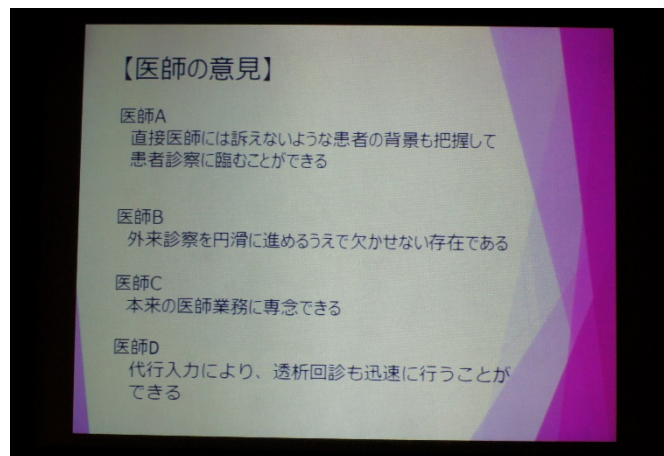 【医師の意見】
医師A
直接医師には訴えないような患者の背景も把握して
患者診察に臨むことができる
医師B
外来診察を円滑に進めるうえで欠かせない存在である
医師C
本来の医師業務に専念できる
医師D
代行入力により、透析回診も迅速に行うことが
できる